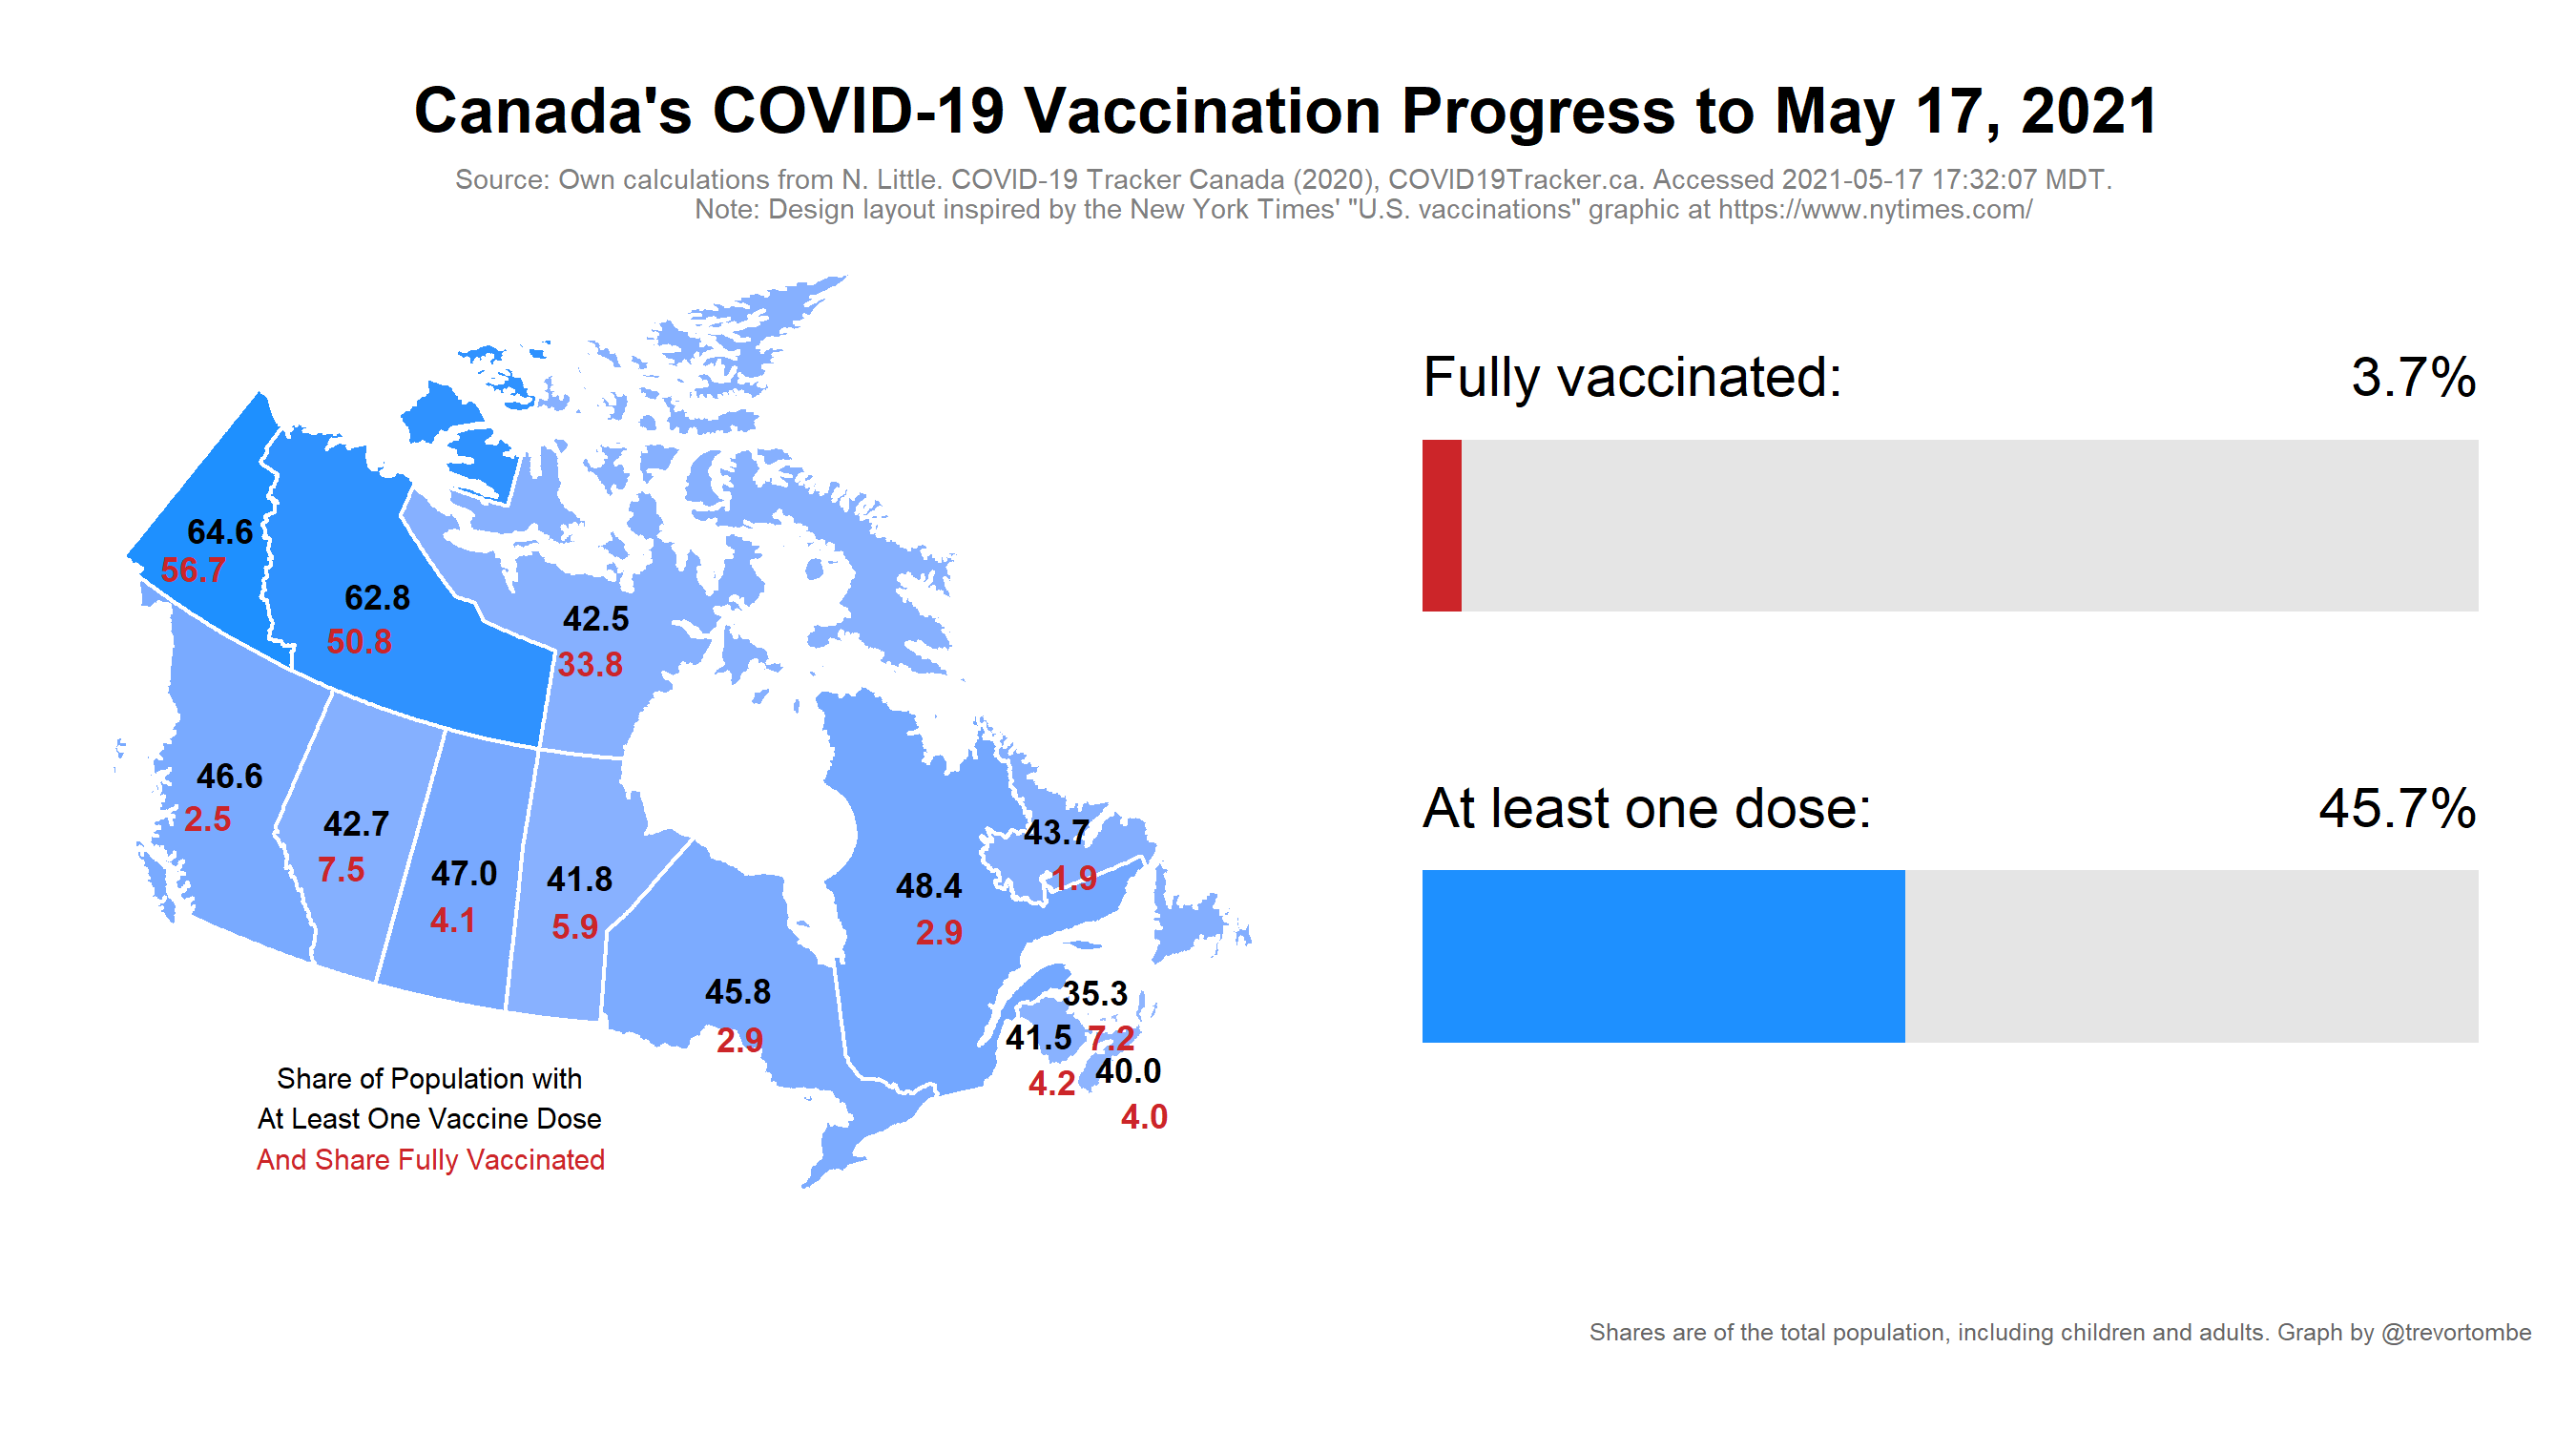 Canada's COVID-19 Vaccination Progress to May 17, 2021
Source: Own calculations from N. Little. COVID-19 Tracker Canada (2020), COVID19Tracker.ca. Accessed 2021-05-17 17:32:07 MDT.
Note: Design layout inspired by the New York Times' "U.S. vaccinations" graphic at https://www.nytimes.com/
64.6
56.7
62.8
50.8
42.5
33.8
46.6
2.5
42.7
7.5
47.0
4.1
41.8
5.9
45.8
2.9
48.4
2.9
43.7
1.9
35.3
7.2
41.5
4.2
40.0
4.0
Share of Population with
At Least One Vaccine Dose
And Share Fully Vaccinated
Fully vaccinated: 3.7%
At least one dose: 45.7%
Shares are of the total population, including children and adults. Graph by @trevortombe